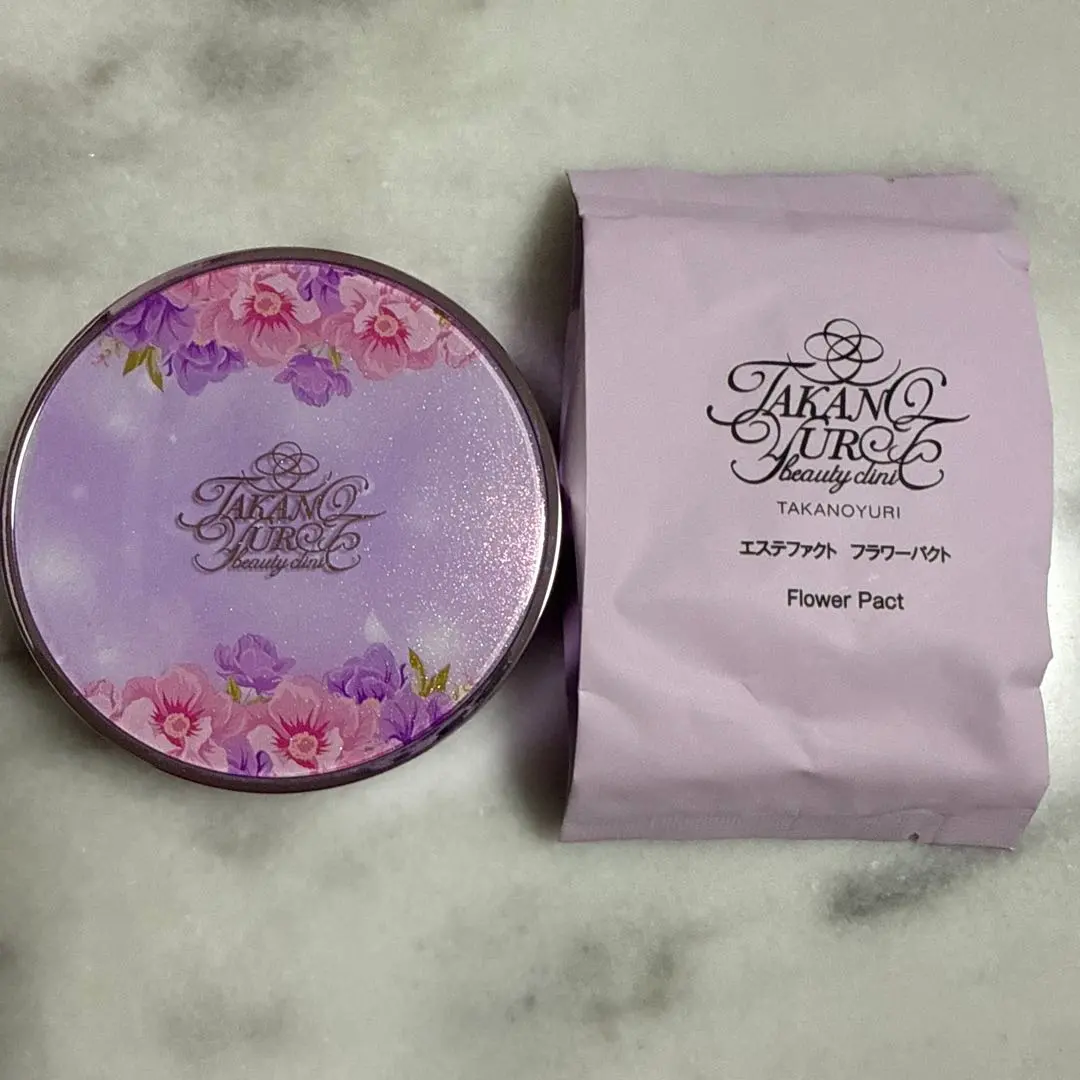 TAKANO
YURI
beauty clinic
TAKANO
YURI
beauty clinic
TAKANOYURI
エステファクト フラワーパクト
Flower Pact